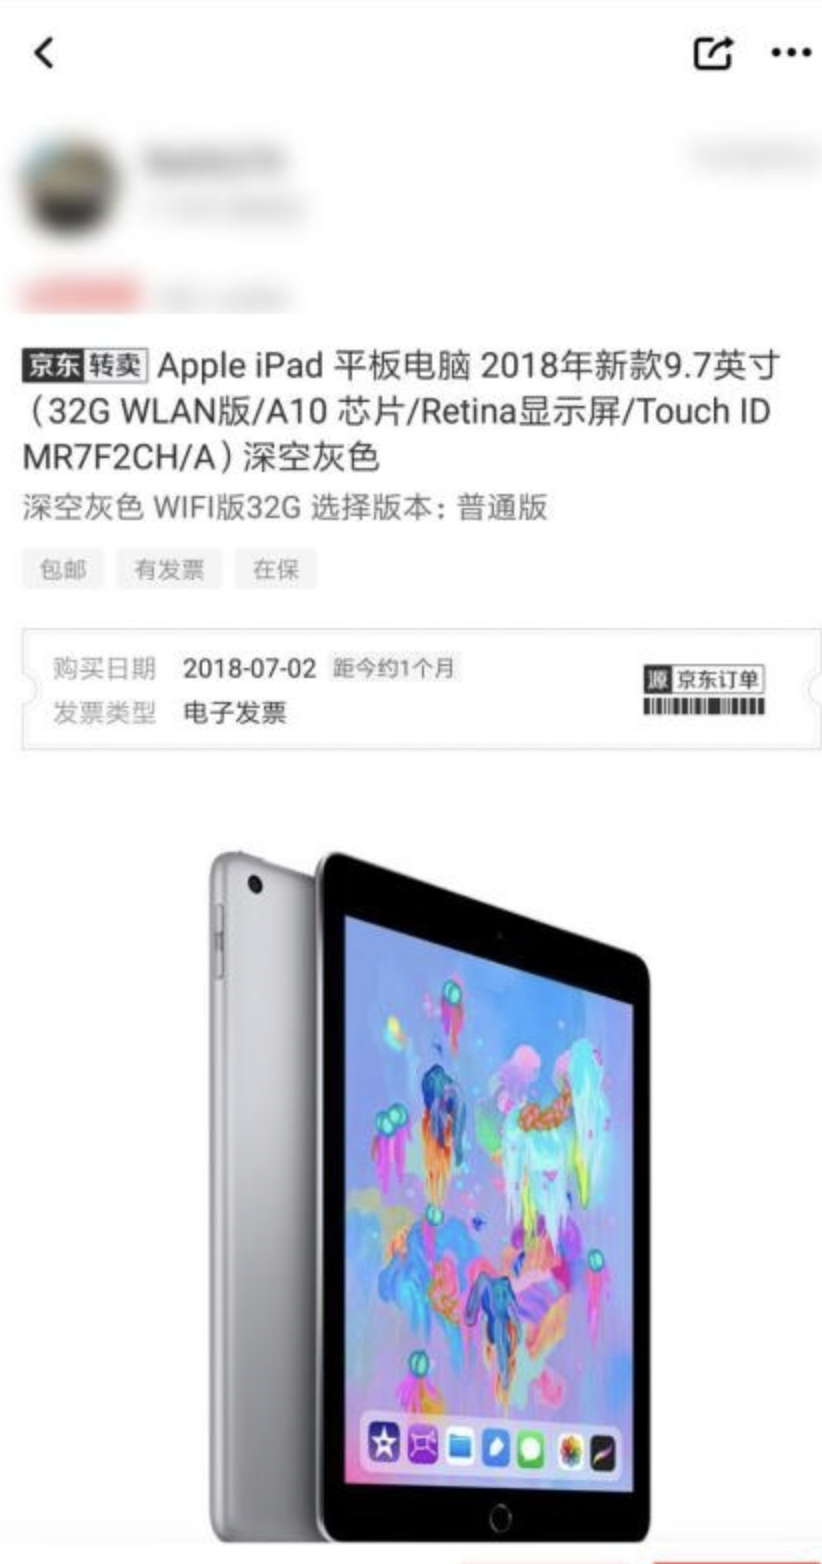 京东转卖 Apple iPad 平板电脑 2018年新款9.7英寸
（32G WLAN版/A10 芯片/Retina显示屏/Touch ID
MR7F2CH/A）深空灰色
深空灰色 WIFI版32G 选择版本：普通版
包邮 有发票 在保
购买日期 2018-07-02 距今约1个月
源 京东订单
发票类型 电子发票